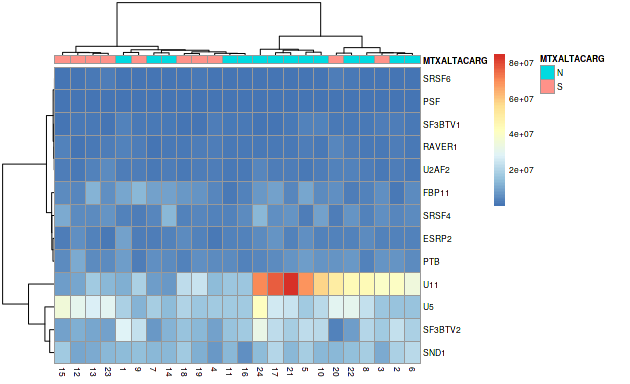 MTXALTACARG
SRSF6
PSF
SF3BTV1
RAVER1
U2AF2
FBP11
SRSF4
ESRP2
PTB
U11
U5
SF3BTV2
SND1
15 12 13 23 1 9 7 14 18 19 4 11 16 24 17 21 5 10 20 22 8 3 2 6
8e+07
6e+07
4e+07
2e+07
MTXALTACARG
N
S